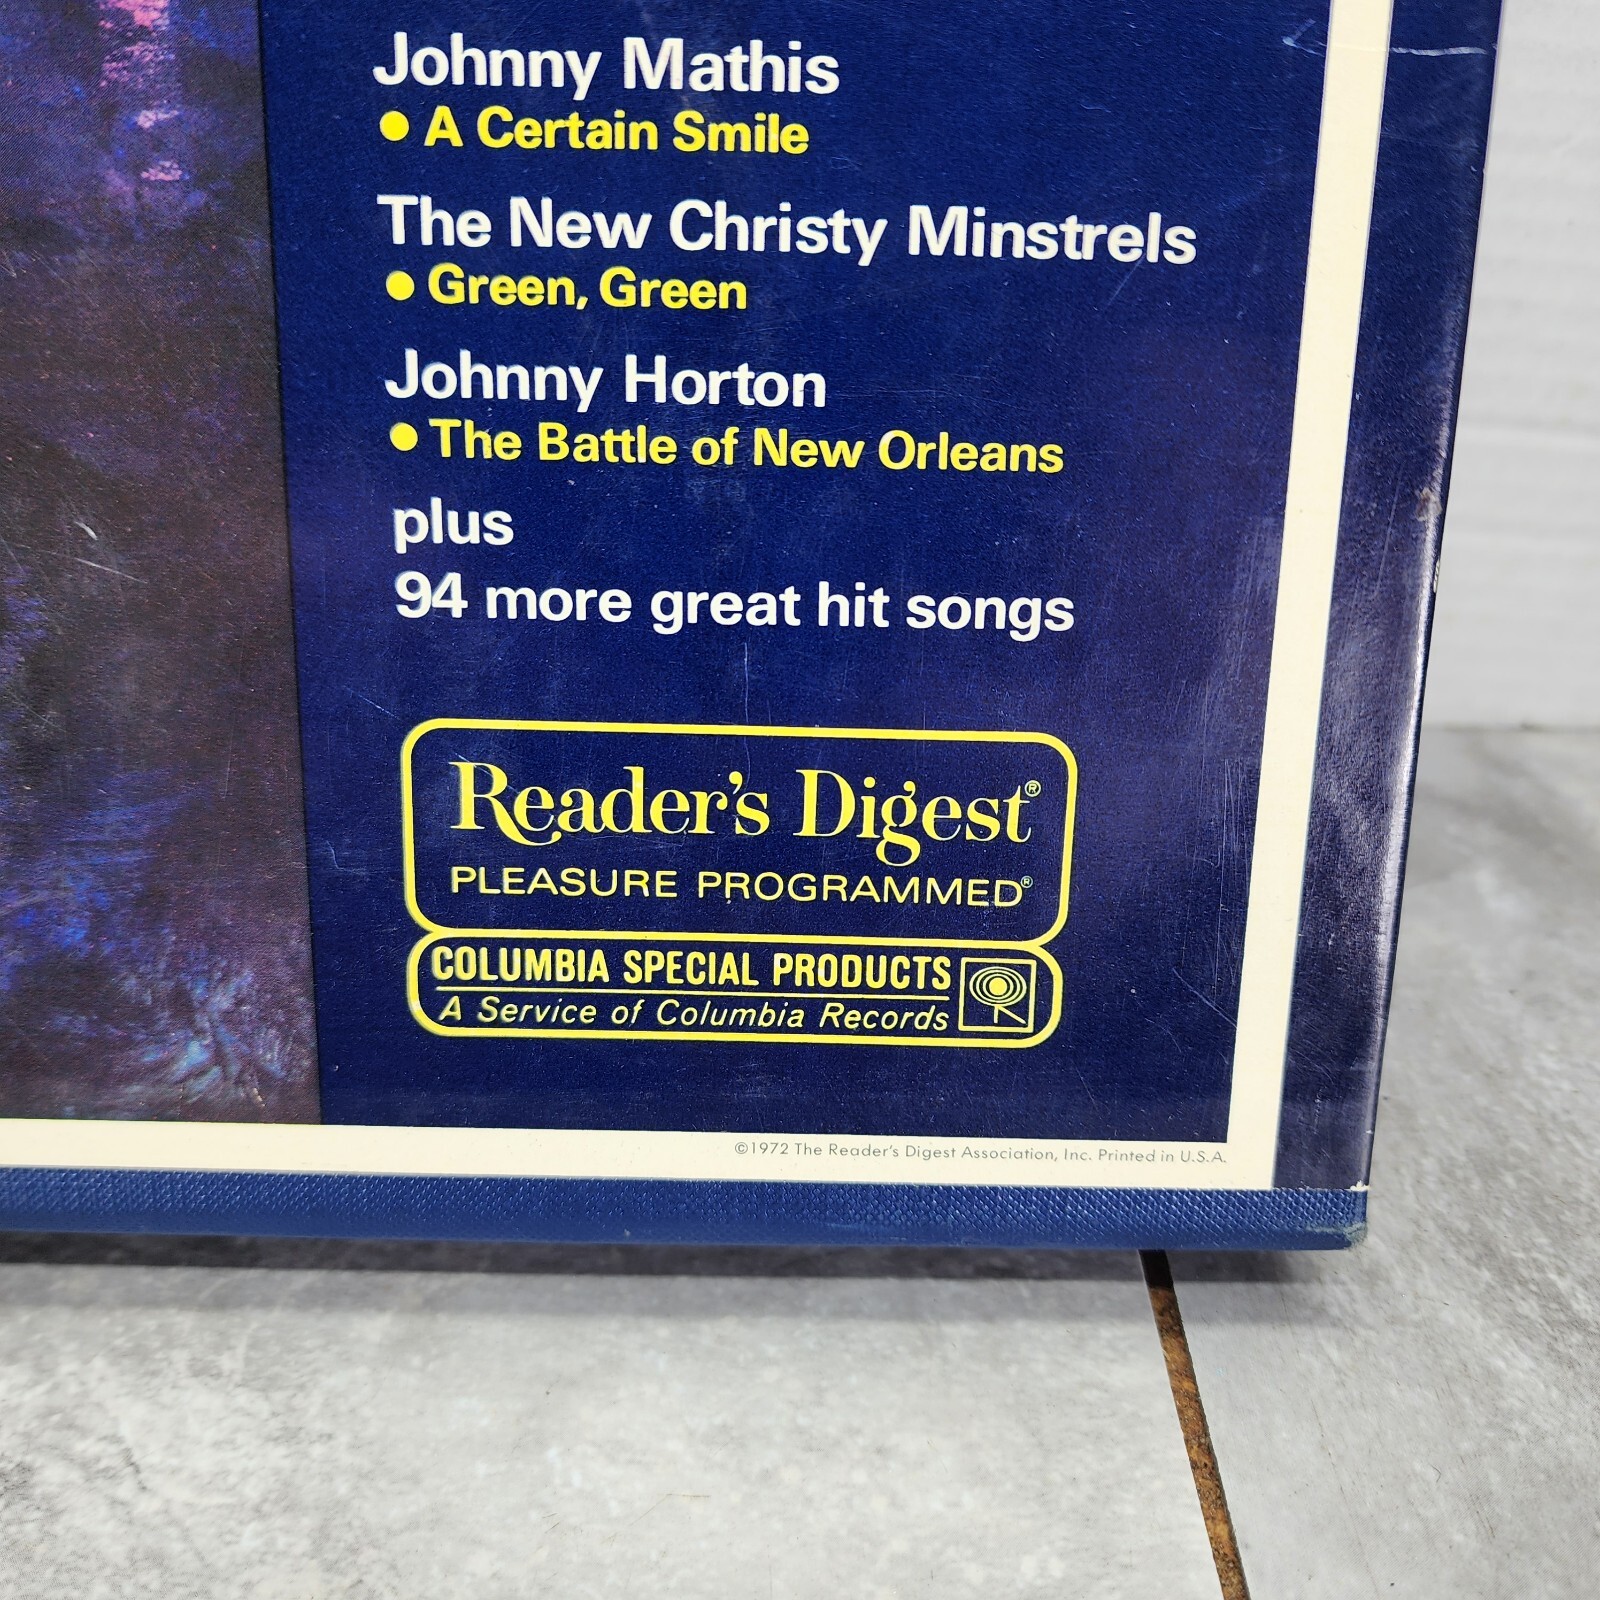 Johnny Mathis
• A Certain Smile
The New Christy Minstrels
• Green, Green
Johnny Horton
• The Battle of New Orleans
plus
94 more great hit songs
Reader's Digest®
PLEASURE PROGRAMMED®
COLUMBIA SPECIAL PRODUCTS
A Service of Columbia Records
©1972 The Reader's Digest Association, Inc. Printed in U.S.A.